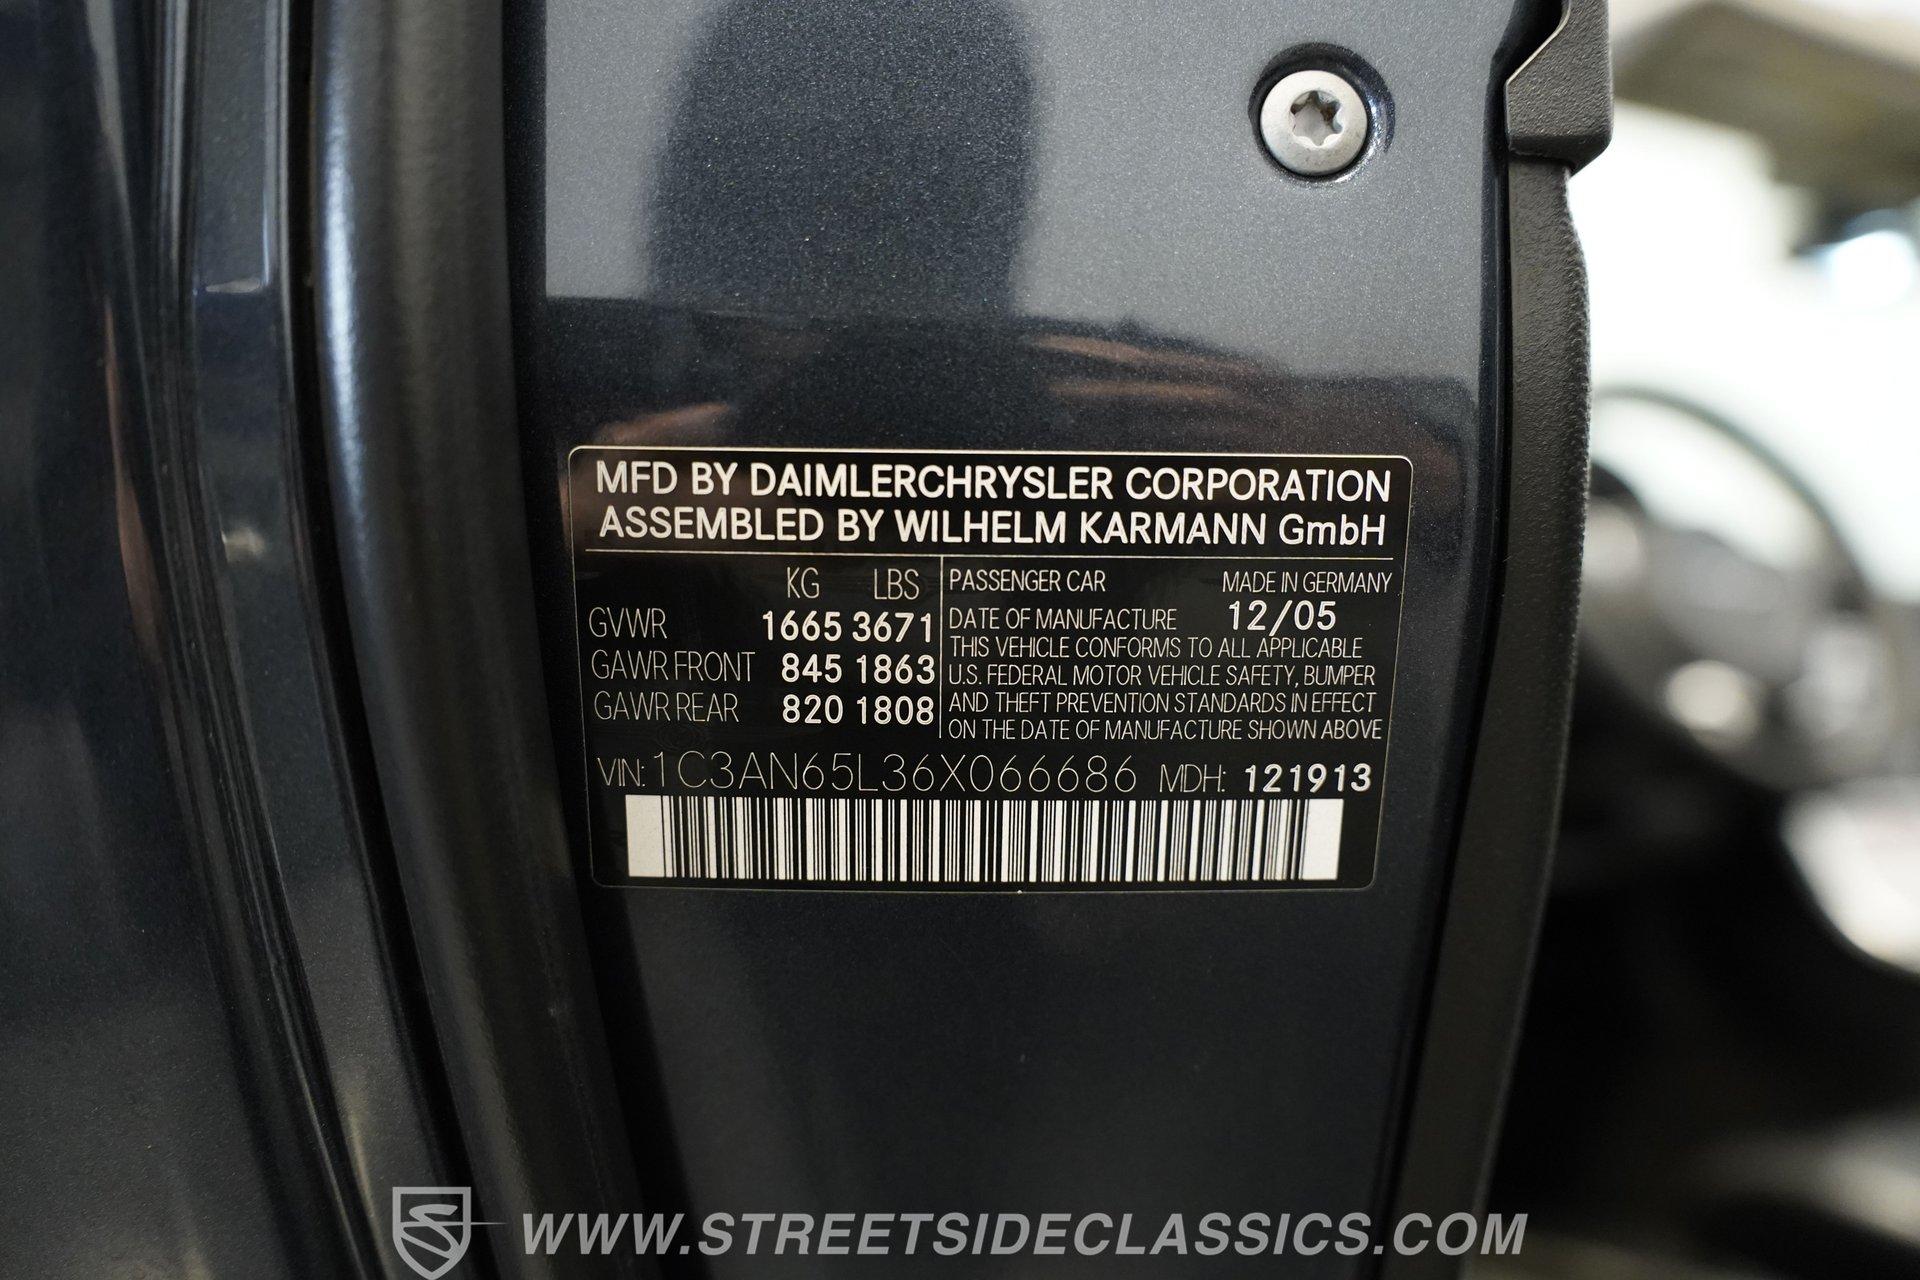 MFD BY DAIMLERCHRYSLER CORPORATION
ASSEMBLED BY WILHELM KARMANN GmbH
KG LBS
GVWR 1665 3671
GAWR FRONT 845 1863
GAWR REAR 820 1808
PASSENGER CAR MADE IN GERMANY
DATE OF MANUFACTURE 12/05
THIS VEHICLE CONFORMS TO ALL APPLICABLE
U.S. FEDERAL MOTOR VEHICLE SAFETY, BUMPER
AND THEFT PREVENTION STANDARDS IN EFFECT
ON THE DATE OF MANUFACTURE SHOWN ABOVE
VIN: 1C3AN65L36X066686 MDH: 121913
WWW.STREETSIDECLASSICS.COM